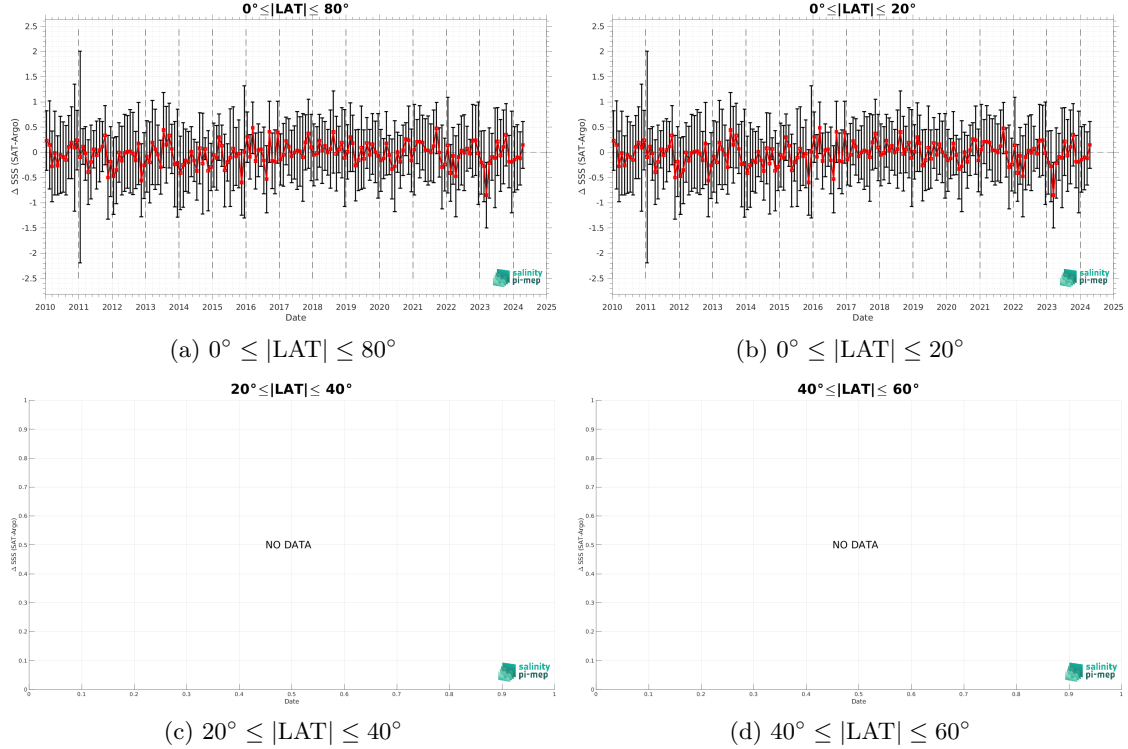 0°≤|LAT|≤ 80°
Δ SSS (SAT-Argo)
2.5
2
1.5
1
0.5
0
-0.5
-1
-1.5
-2
-2.5
2010 2011 2012 2013 2014 2015 2016 2017 2018 2019 2020 2021 2022 2023 2024 2025
Date
salinity
pi-mep
(a) 0° ≤ |LAT| ≤ 80°
0°≤|LAT|≤ 20°
Δ SSS (SAT-Argo)
2.5
2
1.5
1
0.5
0
-0.5
-1
-1.5
-2
-2.5
2010 2011 2012 2013 2014 2015 2016 2017 2018 2019 2020 2021 2022 2023 2024 2025
Date
salinity
pi-mep
(b) 0° ≤ |LAT| ≤ 20°
20°≤|LAT|≤ 40°
Δ SSS (SAT-Argo)
1
0.9
0.8
0.7
0.6
0.5
0.4
0.3
0.2
0.1
0
NO DATA
0 0.1 0.2 0.3 0.4 0.5 0.6 0.7 0.8 0.9 1
Date
salinity
pi-mep
(c) 20° ≤ |LAT| ≤ 40°
40°≤|LAT|≤ 60°
Δ SSS (SAT-Argo)
1
0.9
0.8
0.7
0.6
0.5
0.4
0.3
0.2
0.1
0
NO DATA
0 0.1 0.2 0.3 0.4 0.5 0.6 0.7 0.8 0.9 1
Date
salinity
pi-mep
(d) 40° ≤ |LAT| ≤ 60°